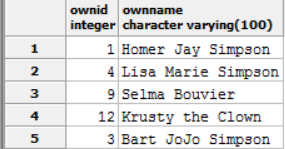 ownid ownname
integer character varying(100)
1 1 Homer Jay Simpson
2 4 Lisa Marie Simpson
3 9 Selma Bouvier
4 12 Krusty the Clown
5 3 Bart JoJo Simpson